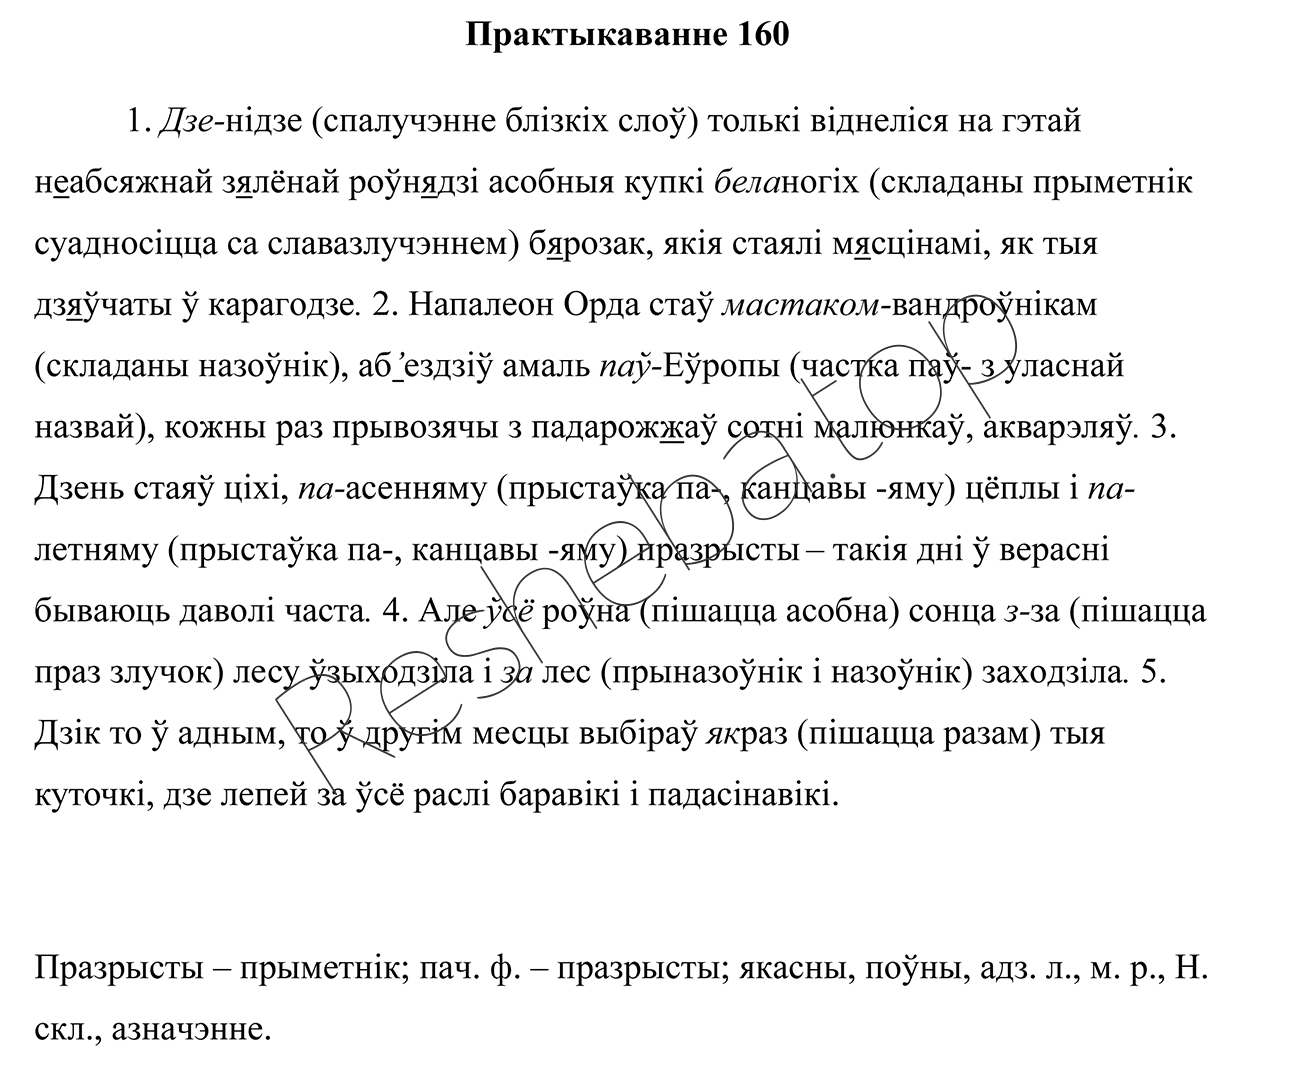 Практыкаванне 160
1. Дзе-нідзе (спалучэнне блізкіх слоў) толькі віднеліся на гэтай
неабсяжнай зялёнай роўнядзі асобныя купкі беланогіх (складаны прыметнік
суадносіцца са славазлучэннем) бярозак, якія стаялі мясцінамі, як тыя
дзяўчаты ў карагодзе. 2. Напалеон Орда стаў мастаком-вандроўнікам
(складаны назоўнік), аб’ездзіў амаль паў-Еўропы (частка паў- з уласнай
назвай), кожны раз прывозячы з падарожжаў сотні малюнкаў, акварэляў. 3.
Дзень стаяў ціхі, па-асенняму (прыстаўка па-, канцавы -яму) цёплы і па-
летняму (прыстаўка па-, канцавы -яму) празрысты – такія дні ў верасні
бываюць даволі часта. 4. Але ўсё роўна (пішацца асобна) сонца з-за (пішацца
праз злучок) лесу ўзыходзіла і за лес (прыназоўнік і назоўнік) заходзіла. 5.
Дзік то ў адным, то ў другім месцы выбіраў якраз (пішацца разам) тыя
куточкі, дзе лепей за ўсё раслі баравікі і падасінавікі.
Празрысты – прыметнік; пач. ф. – празрысты; якасны, поўны, адз. л., м. р., Н.
скл., азначэнне.
Resheba.top